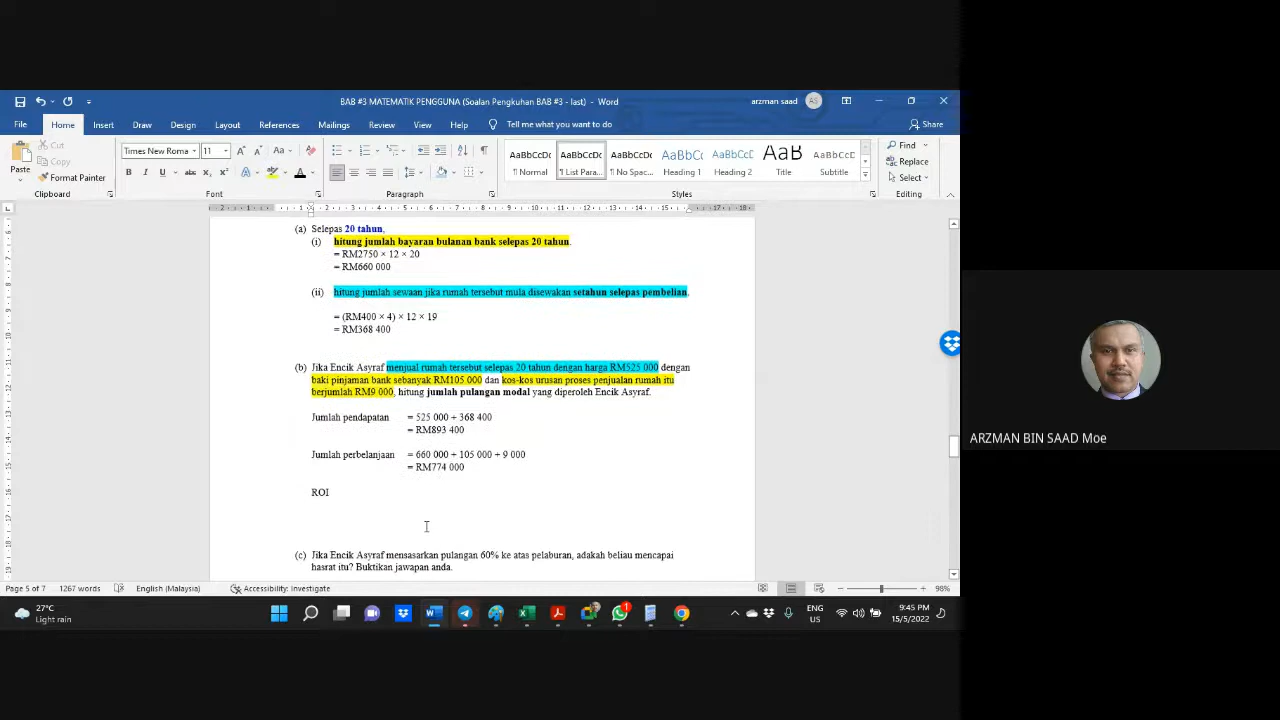 BAB #3 MATEMATIK PENGGUNA (Soalan Pengkuhan BAB #3 - last) - Word
arzman saad
AS
File Home Insert Draw Design Layout References Mailings Review View Help Tell me what you want to do Share
Paste
Cut
Copy
Format Painter
Clipboard
Times New Roma 11
Font
Paragraph
AaBbCcDc AaBbCcDc AaBbCcDc AaBbCc AaBbCcC AaB AaBbCcD
¶ Normal ¶ List Para... ¶ No Spac... Heading 1 Heading 2 Title Subtitle
Styles
Find
Replace
Select
Editing
(a) Selepas 20 tahun,
(i) hitung jumlah bayaran bulanan bank selepas 20 tahun.
= RM2750 × 12 × 20
= RM660 000
(ii) hitung jumlah sewaan jika rumah tersebut mula disewakan setahun selepas pembelian.
= (RM400 × 4) × 12 × 19
= RM368 400
(b) Jika Encik Asyraf menjual rumah tersebut selepas 20 tahun dengan harga RM525 000 dengan
baki pinjaman bank sebanyak RM105 000 dan kos-kos urusan proses penjualan rumah itu
berjumlah RM9 000, hitung jumlah pulangan modal yang diperoleh Encik Asyraf.
Jumlah pendapatan = 525 000 + 368 400
= RM893 400
Jumlah perbelanjaan = 660 000 + 105 000 + 9 000
= RM774 000
ROI
(c) Jika Encik Asyraf mensasarkan pulangan 60% ke atas pelaburan, adakah beliau mencapai
hasrat itu? Buktikan jawapan anda.
ARZMAN BIN SAAD Moe
Page 5 of 7 1267 words English (Malaysia) Accessibility: Investigate 98%
27°C
Light rain
1
ENG
US
9:45 PM
15/5/2022